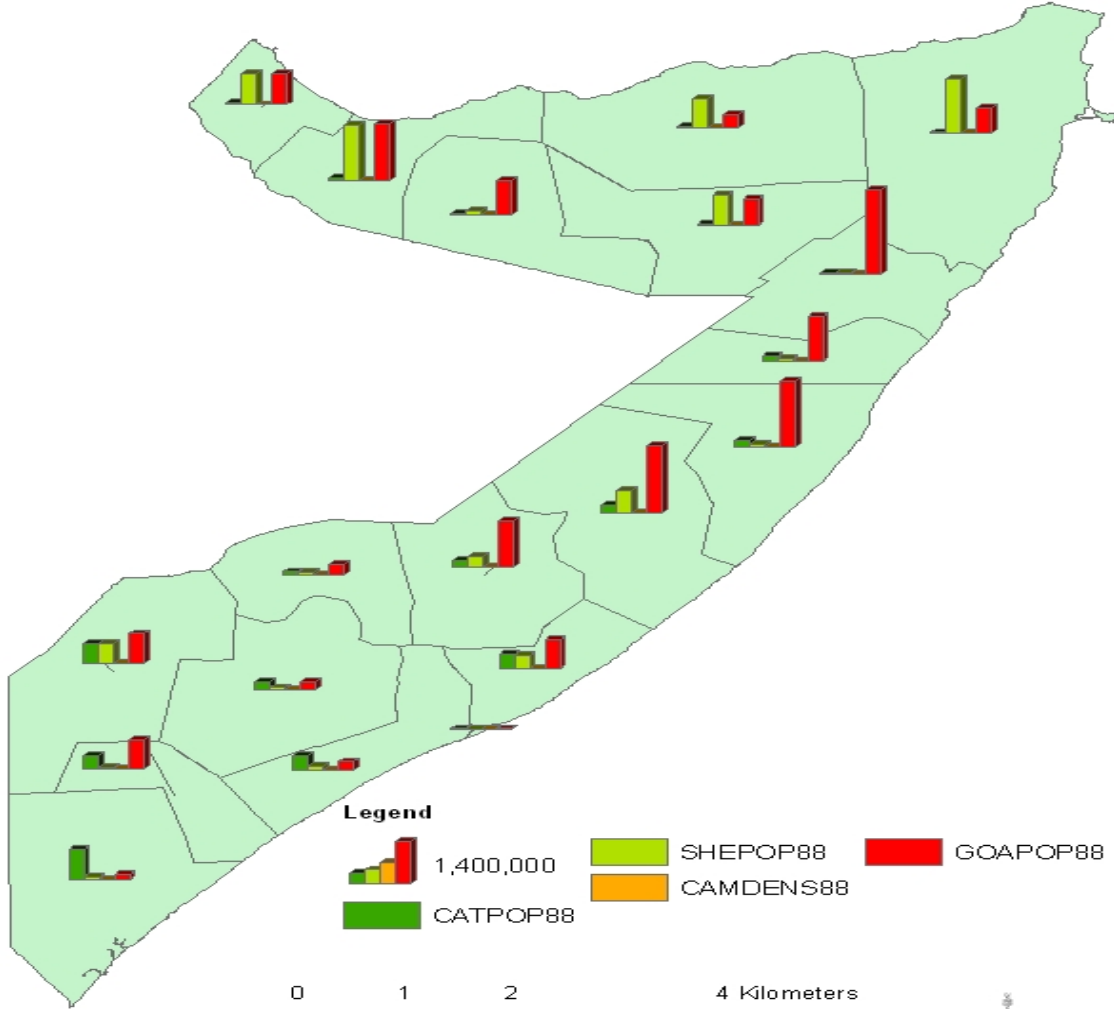 Legend
1,400,000
SHEPOP88
GOAPOP88
CAMDENS88
CATPOP88
0 1 2 4 Kilometers